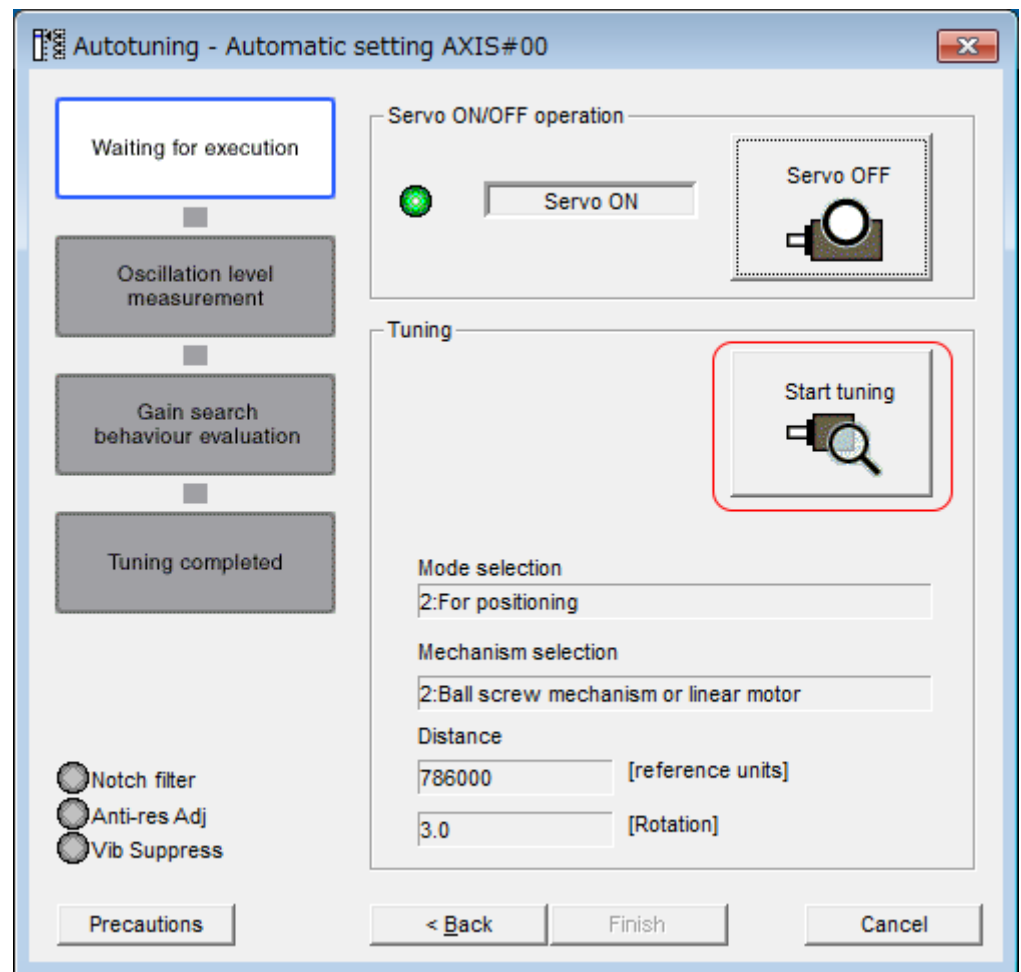 Autotuning - Automatic setting AXIS#00
Waiting for execution
Oscillation level
measurement
Gain search
behaviour evaluation
Tuning completed
Notch filter
Anti-res Adj
Vib Suppress
Servo ON/OFF operation
Servo ON
Servo OFF
Tuning
Start tuning
Mode selection
2:For positioning
Mechanism selection
2:Ball screw mechanism or linear motor
Distance
786000 [reference units]
3.0 [Rotation]
Precautions
< Back
Finish
Cancel